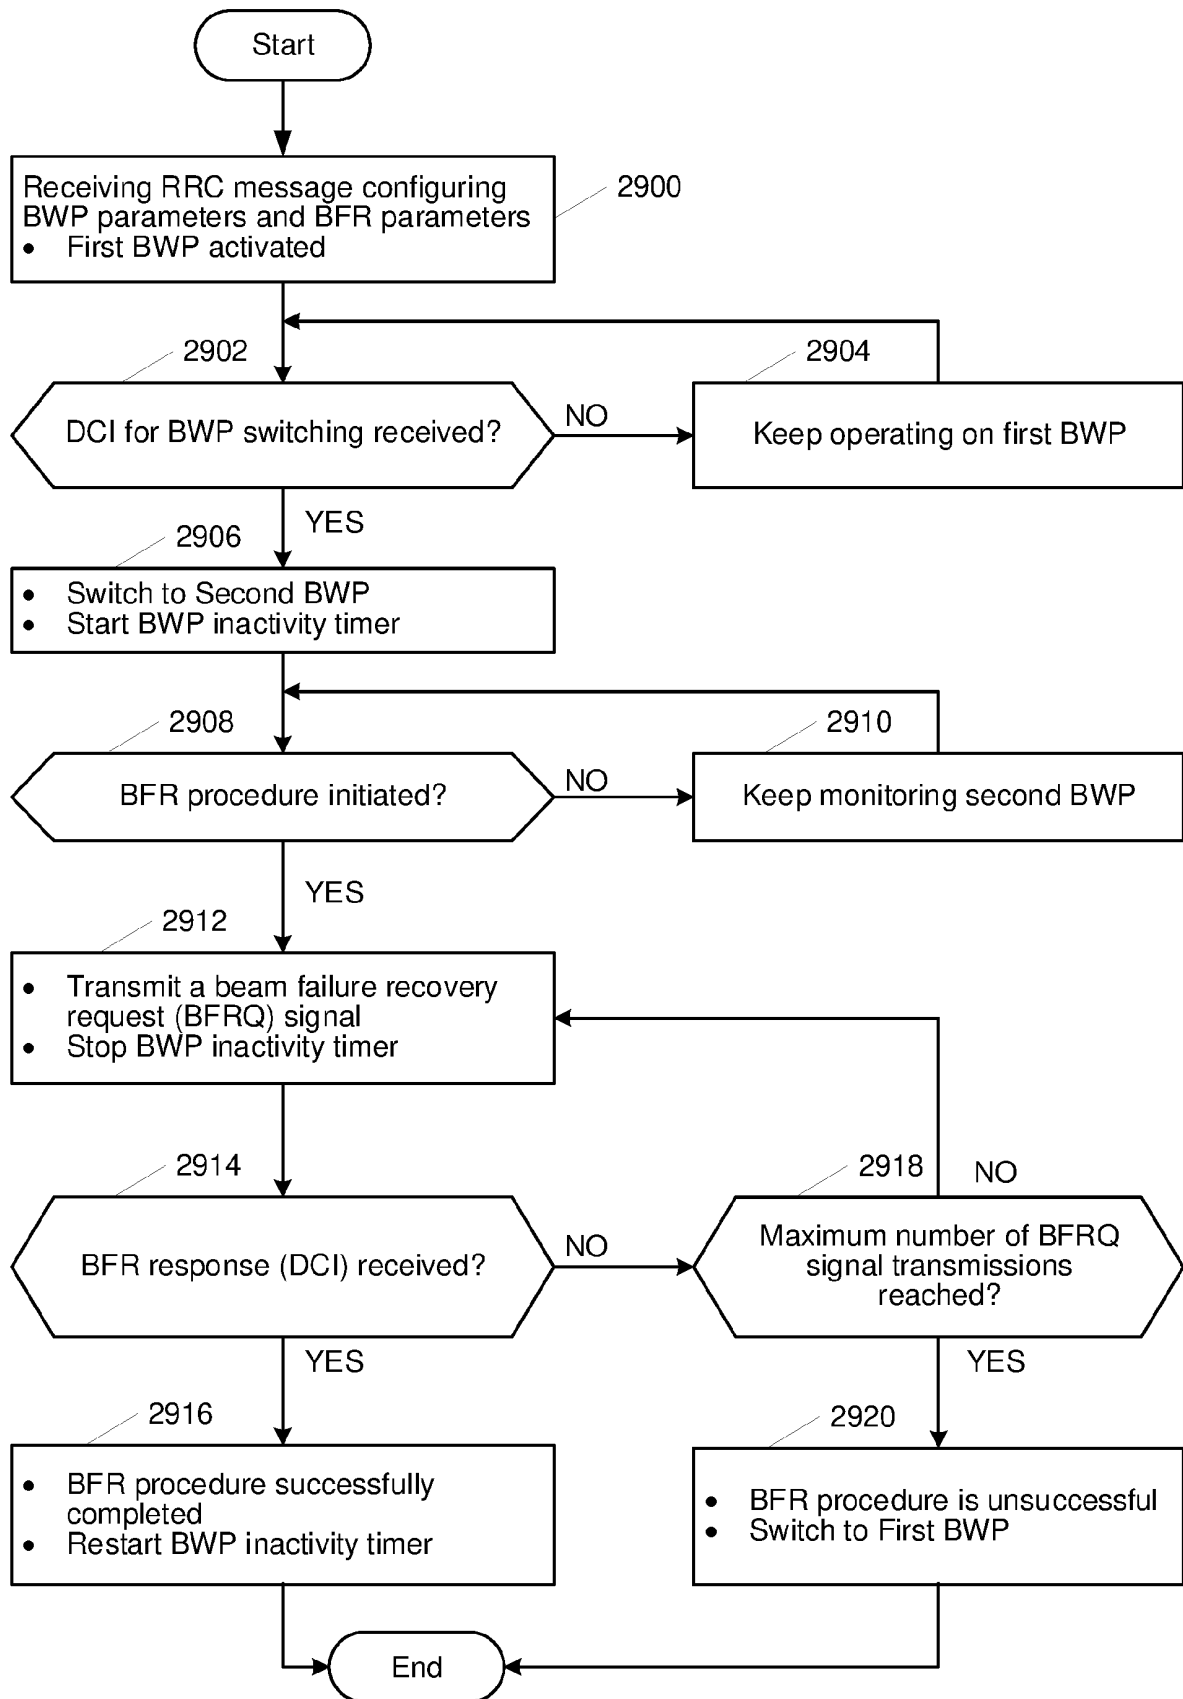 Start
Receiving RRC message configuring
BWP parameters and BFR parameters
• First BWP activated
2900
2902
DCI for BWP switching received?
NO
2904
Keep operating on first BWP
YES
2906
• Switch to Second BWP
• Start BWP inactivity timer
2908
BFR procedure initiated?
NO
2910
Keep monitoring second BWP
YES
2912
• Transmit a beam failure recovery
request (BFRQ) signal
• Stop BWP inactivity timer
2914
BFR response (DCI) received?
NO
2918
NO
Maximum number of BFRQ
signal transmissions
reached?
YES
YES
2916
• BFR procedure successfully
completed
• Restart BWP inactivity timer
2920
• BFR procedure is unsuccessful
• Switch to First BWP
End